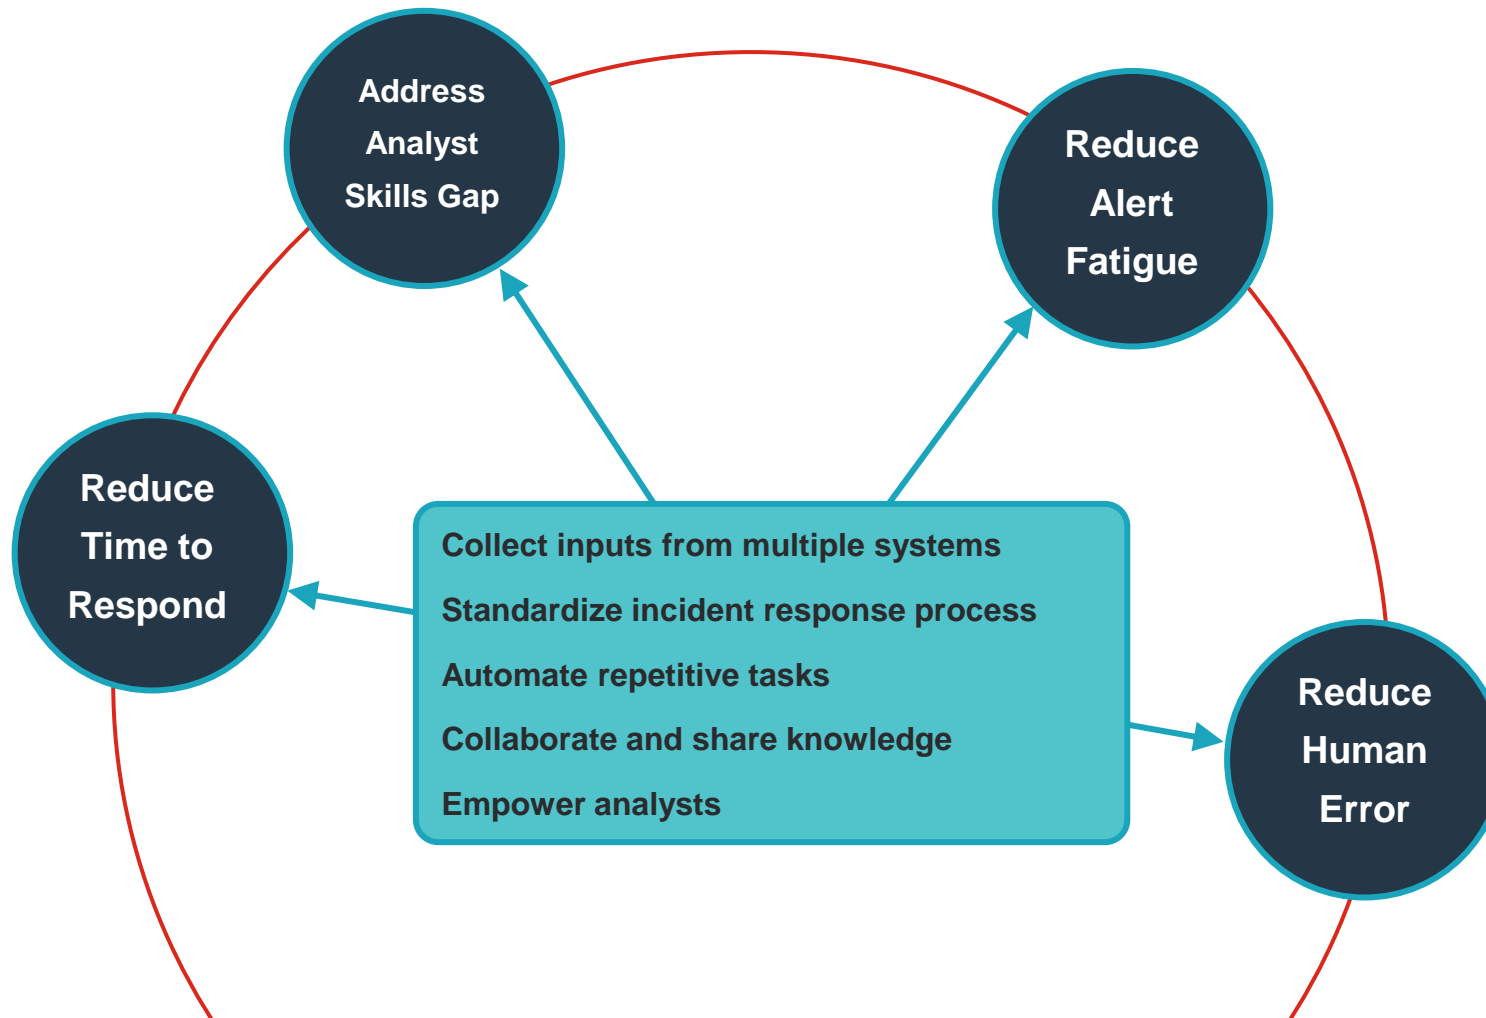 Address
Analyst
Skills Gap
Reduce
Alert
Fatigue
Reduce
Time to
Respond
Collect inputs from multiple systems
Standardize incident response process
Automate repetitive tasks
Collaborate and share knowledge
Empower analysts
Reduce
Human
Error